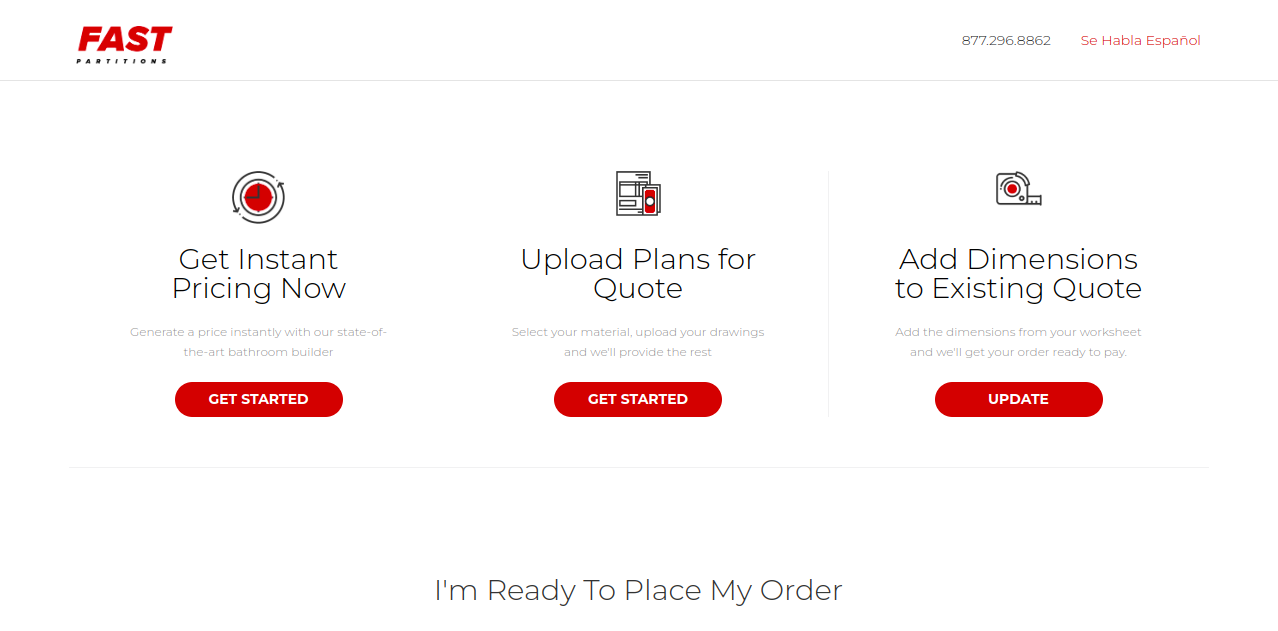 FAST
PARTITIONS
877.296.8862
Se Habla Español
Get Instant
Pricing Now
Generate a price instantly with our state-of-
the-art bathroom builder
GET STARTED
Upload Plans for
Quote
Select your material, upload your drawings
and we'll provide the rest
GET STARTED
Add Dimensions
to Existing Quote
Add the dimensions from your worksheet
and we'll get your order ready to pay.
UPDATE
I'm Ready To Place My Order